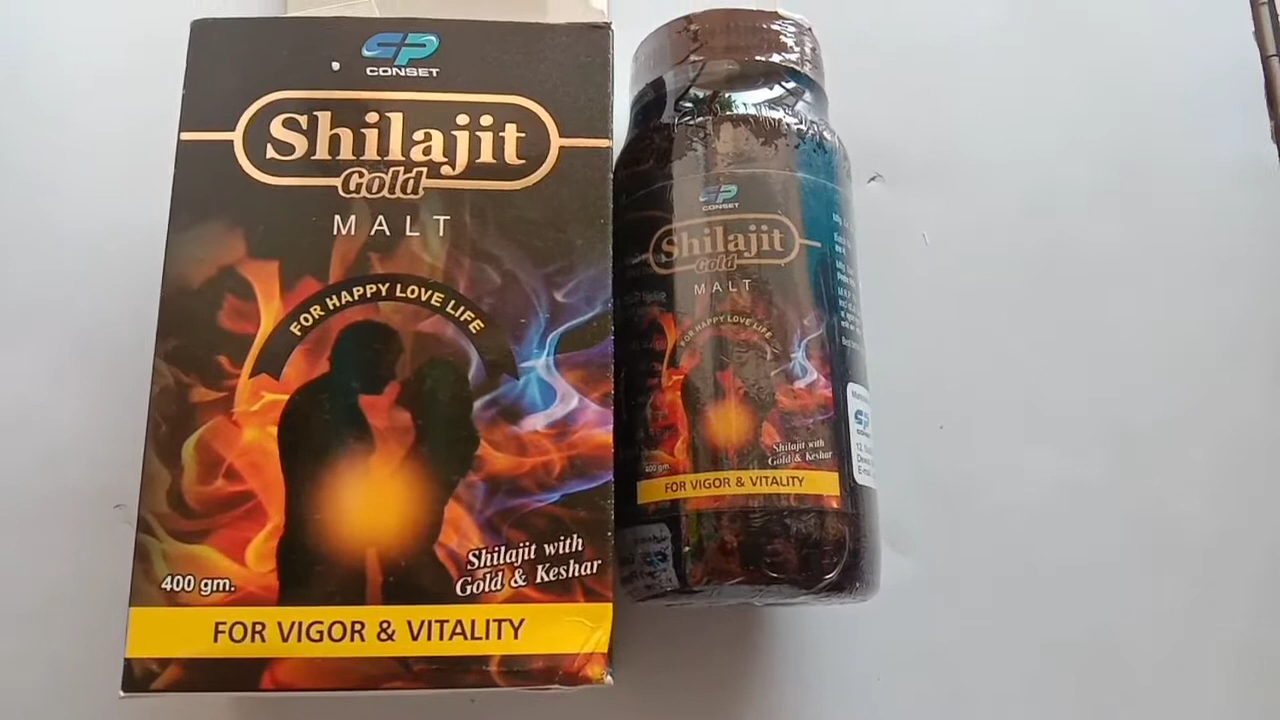 CONSET
Shilajit
Gold
MALT
FOR HAPPY LOVE LIFE
Shilajit with
Gold & Keshar
400 gm.
FOR VIGOR & VITALITY
CONSET
Shilajit
Gold
MALT
FOR HAPPY LOVE LIFE
Shilajit with
Gold & Keshar
400 gm.
FOR VIGOR & VITALITY